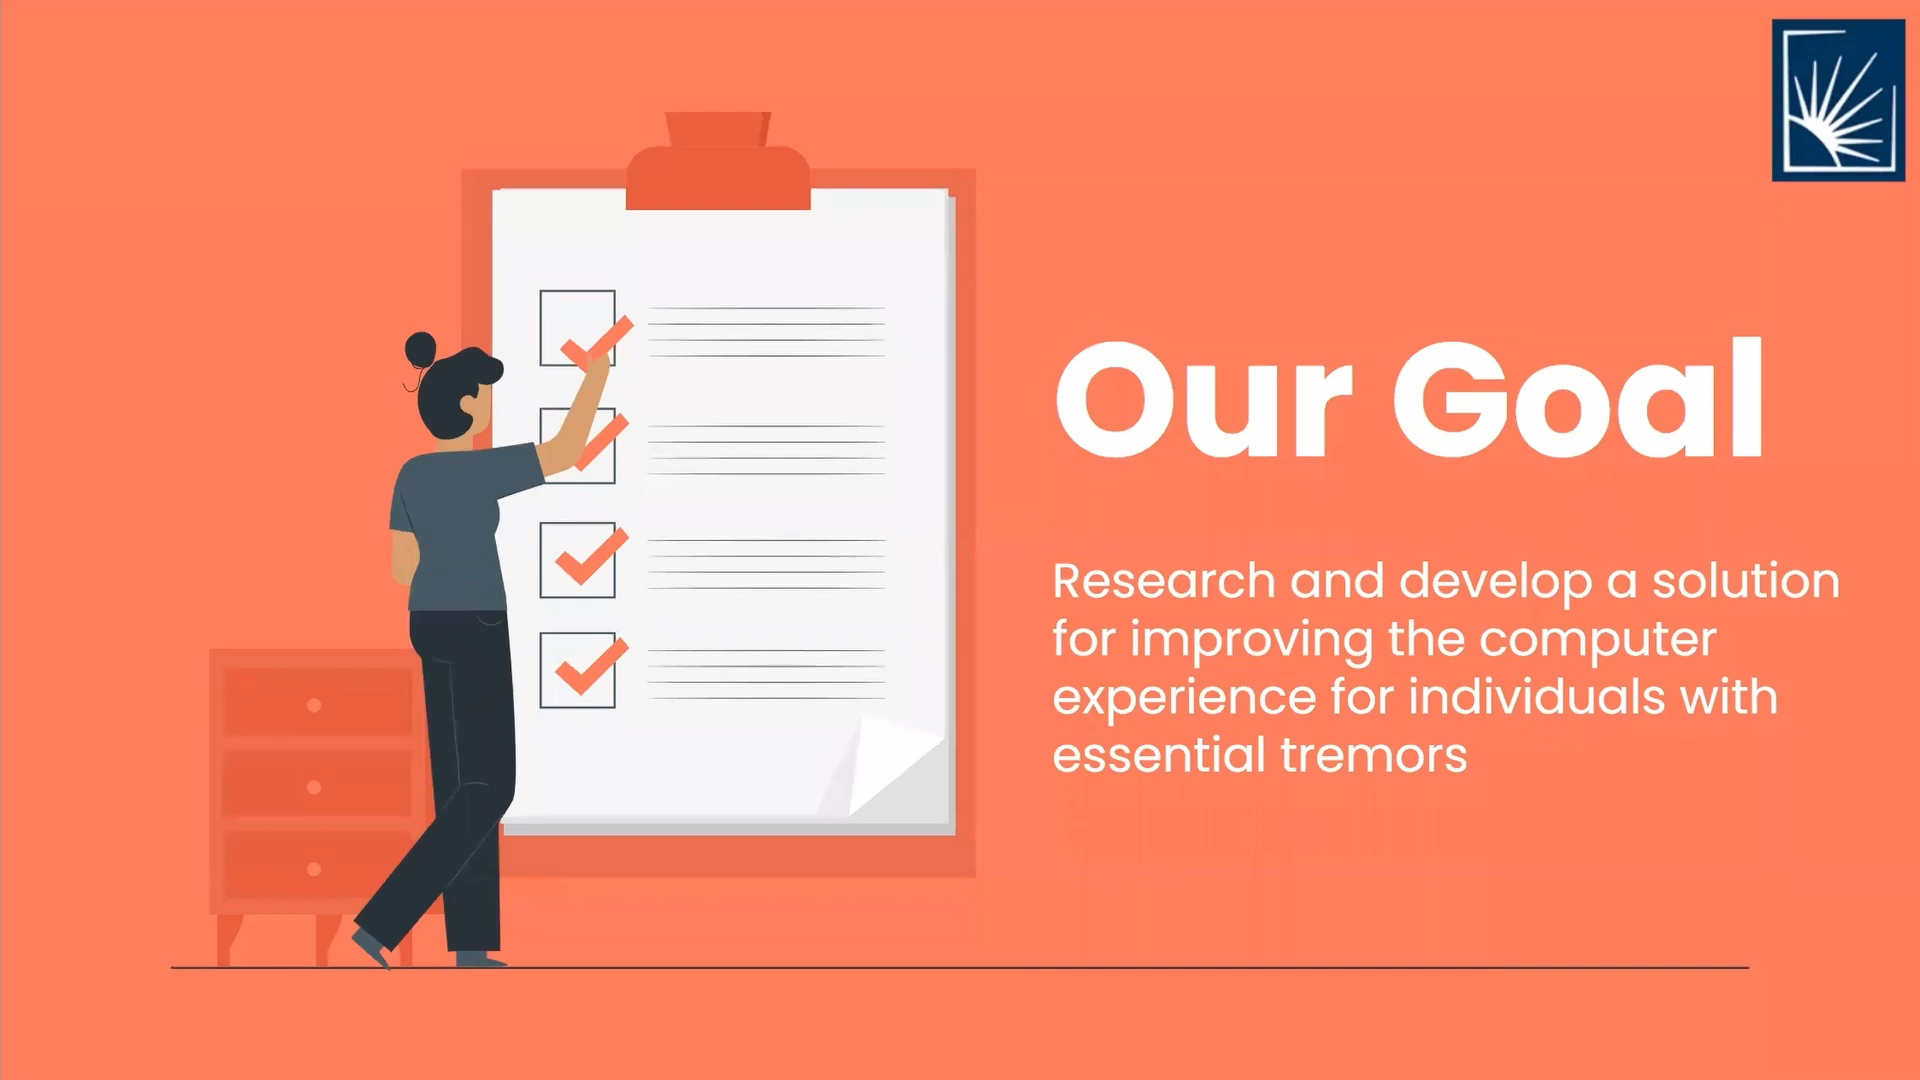 Our Goal
Research and develop a solution
for improving the computer
experience for individuals with
essential tremors